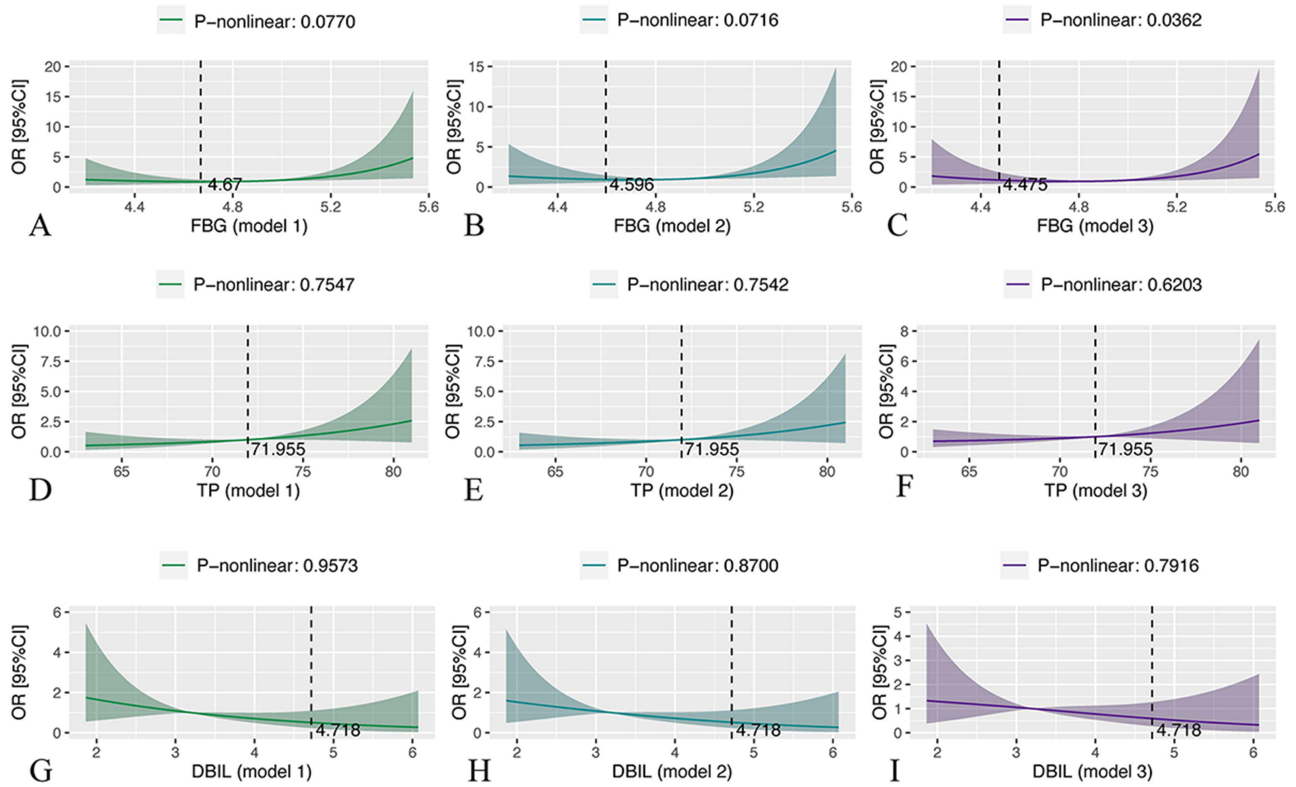 P-nonlinear: 0.0770
P-nonlinear: 0.0716
P-nonlinear: 0.0362
OR [95%CI]
20
15
10
5
0
4.67
4.4
4.8
5.2
5.6
A
FBG (model 1)
OR [95%CI]
15
10
5
0
4.596
4.4
4.8
5.2
5.6
B
FBG (model 2)
OR [95%CI]
20
15
10
5
0
4.475
4.4
4.8
5.2
5.6
C
FBG (model 3)
P-nonlinear: 0.7547
P-nonlinear: 0.7542
P-nonlinear: 0.6203
OR [95%CI]
10.0
7.5
5.0
2.5
0.0
71.955
65
70
75
80
D
TP (model 1)
OR [95%CI]
10.0
7.5
5.0
2.5
0.0
71.955
65
70
75
80
E
TP (model 2)
OR [95%CI]
8
6
4
2
0
71.955
65
70
75
80
F
TP (model 3)
P-nonlinear: 0.9573
P-nonlinear: 0.8700
P-nonlinear: 0.7916
OR [95%CI]
6
4
2
0
4.718
2
3
4
5
6
G
DBIL (model 1)
OR [95%CI]
6
4
2
0
4.718
2
3
4
5
6
H
DBIL (model 2)
OR [95%CI]
5
4
3
2
1
0
4.718
2
3
4
5
6
I
DBIL (model 3)